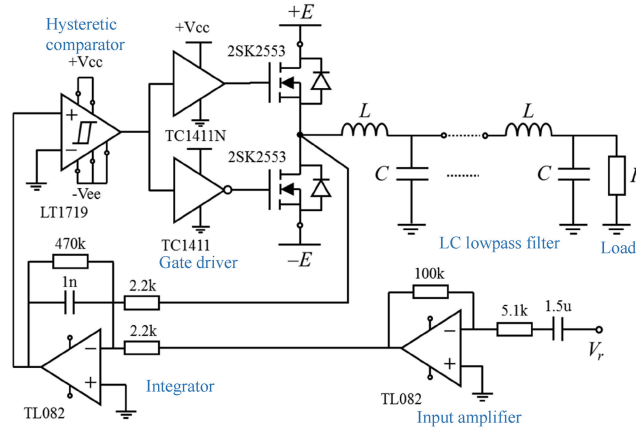 Hysteretic
comparator
+Vcc
+Vcc
+E
2SK2553
+
−
TC1411N
2SK2553
L
L
C
C
-Vee
LT1719
TC1411
Gate driver
−E
LC lowpass filter
Load
470k
1n
2.2k
2.2k
100k
5.1k
1.5u
Vr
−
+
−
+
TL082
Integrator
TL082
Input amplifier